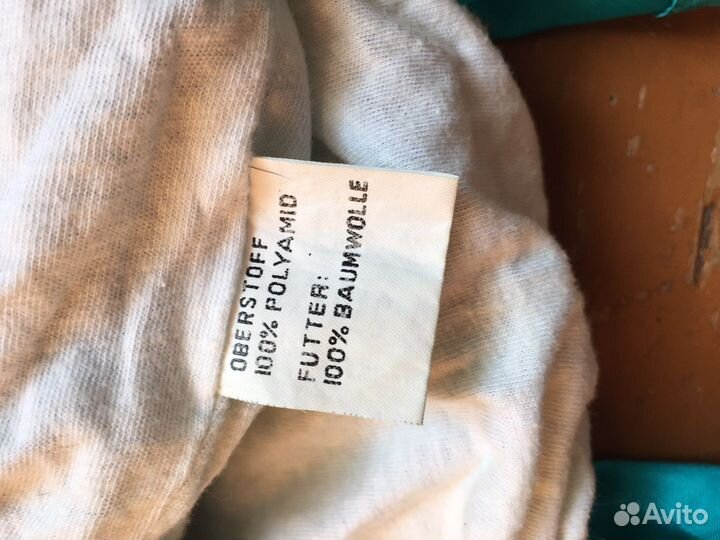 OBERSTOFF
100% POLYAMID
FUTTER:
100% BAUMWOLLE
Avito